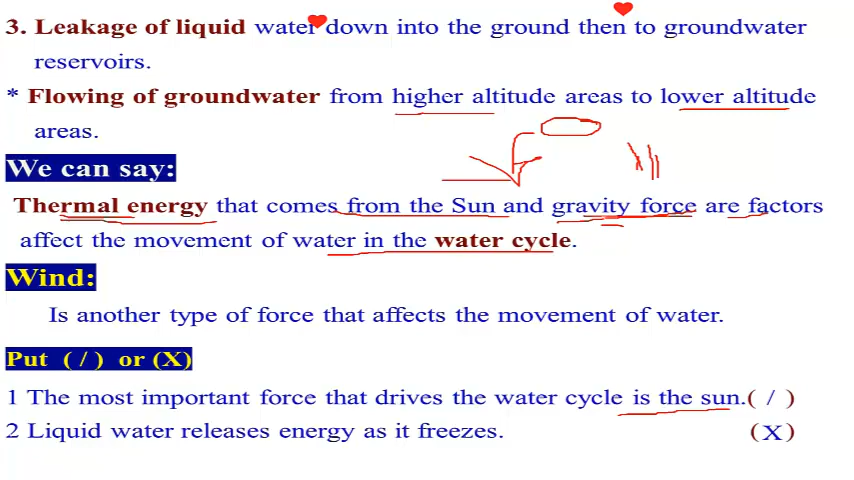 3. Leakage of liquid water down into the ground then to groundwater
reservoirs.
* Flowing of groundwater from higher altitude areas to lower altitude
areas.
We can say:
Thermal energy that comes from the Sun and gravity force are factors
affect the movement of water in the water cycle.
Wind:
Is another type of force that affects the movement of water.
Put ( / ) or (X)
1 The most important force that drives the water cycle is the sun.( / )
2 Liquid water releases energy as it freezes. (X)